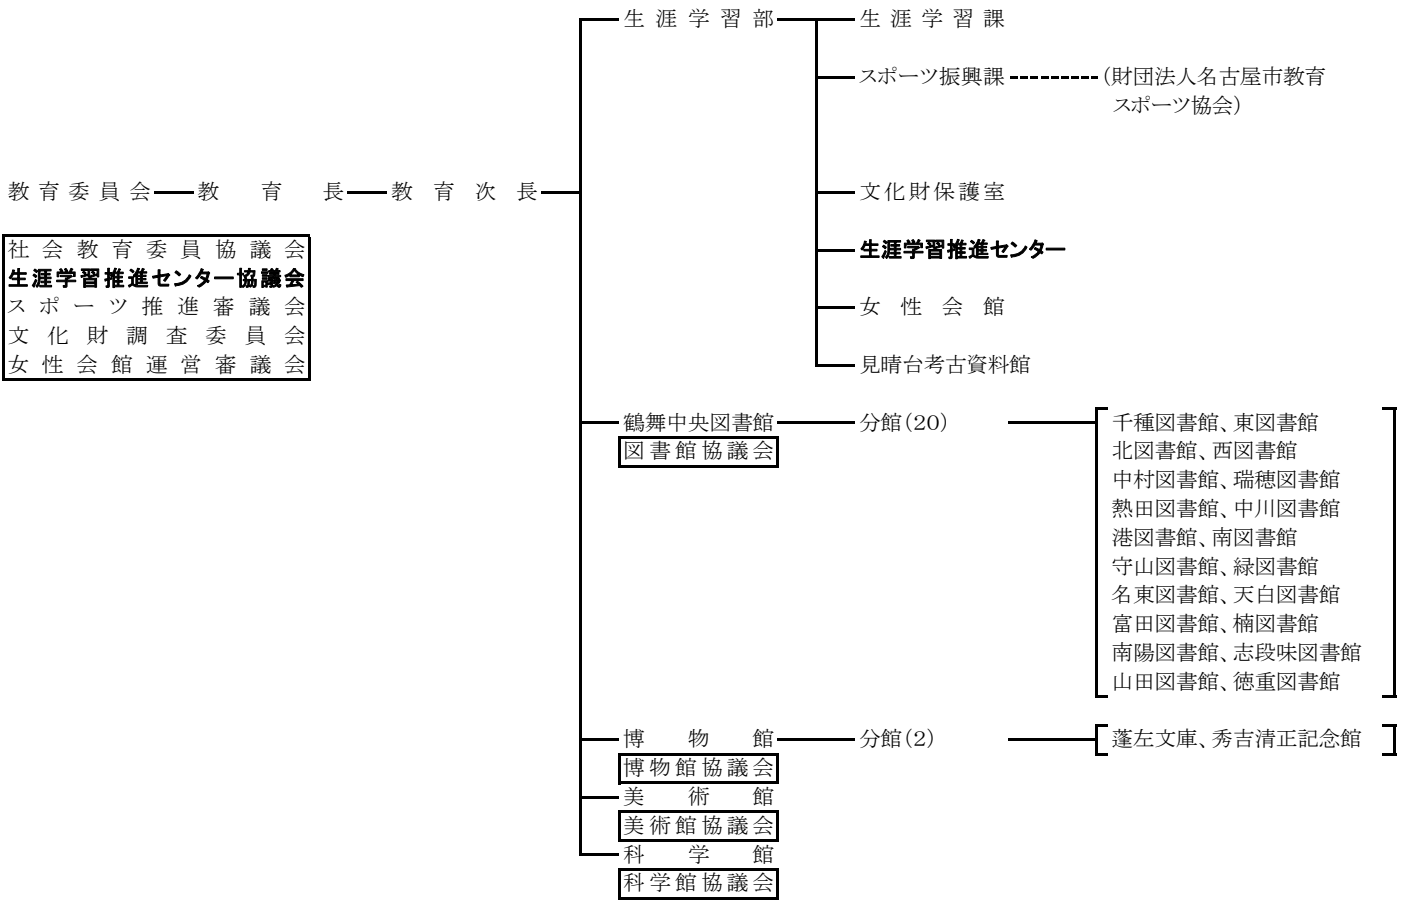 生涯学習部 生涯学習課
スポーツ振興課 (財団法人名古屋市教育
スポーツ協会)
教育委員会 教育長 教育次長 文化財保護室
社会教育委員協議会 生涯学習推進センター
生涯学習推進センター協議会
スポーツ推進審議会 女性会館
文化財調査委員会
女性会館運営審議会 見晴台考古資料館
鶴舞中央図書館 分館(20) 千種図書館、東図書館
図書館協議会 北図書館、西図書館
中村図書館、瑞穂図書館
熱田図書館、中川図書館
港図書館、南図書館
守山図書館、緑図書館
名東図書館、天白図書館
富田図書館、楠図書館
南陽図書館、志段味図書館
山田図書館、徳重図書館
博物館 分館(2) 蓬左文庫、秀吉清正記念館
博物館協議会
美術館
美術館協議会
科学館
科学館協議会